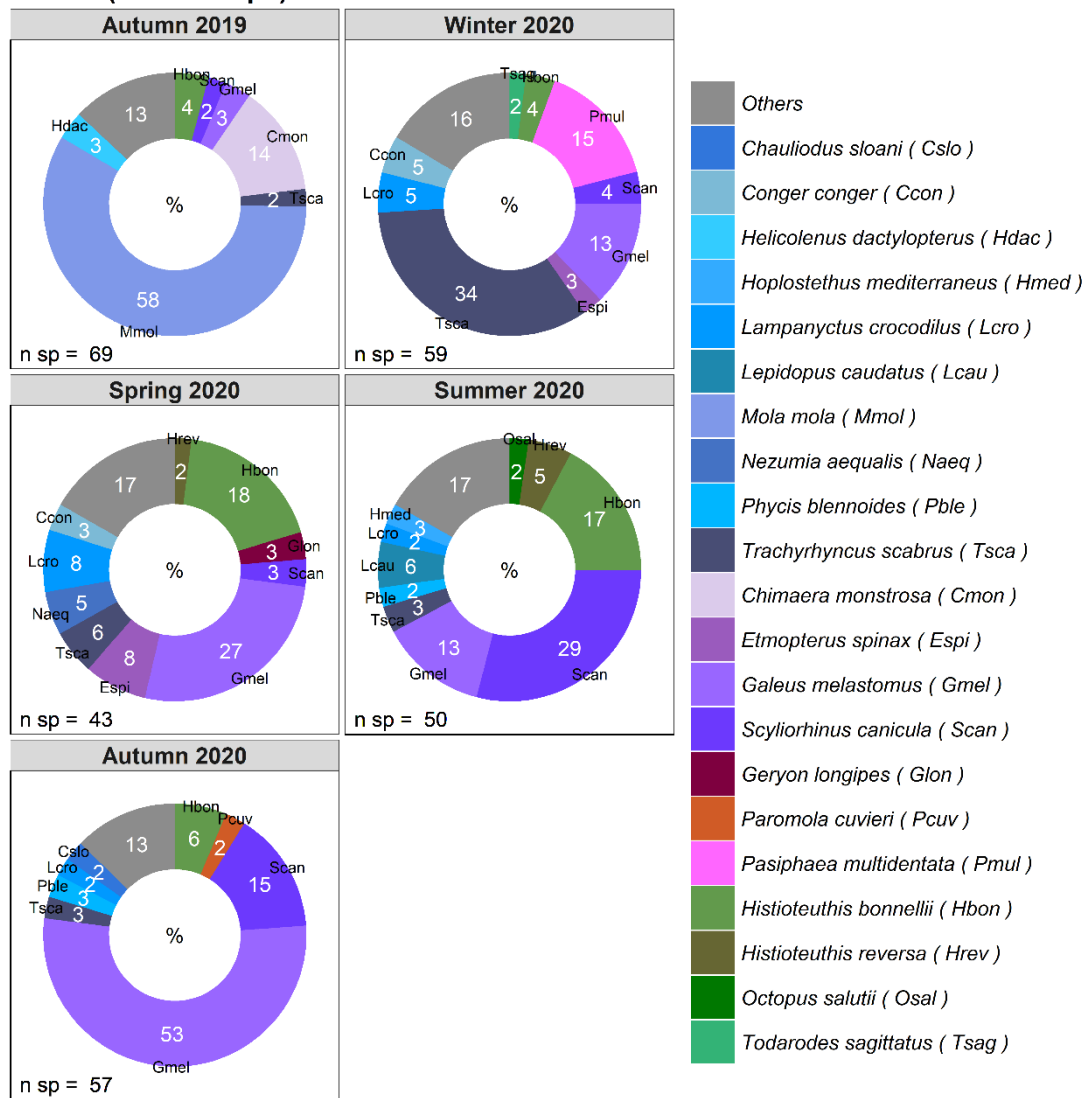 Autumn 2019
Hbon
Scan
Gmel
4
2
3
Cmon
14
2
Tsca
58
Mmol
Hdac
3
13
%
n sp = 69
Winter 2020
Tsag
Hbon
2
4
Pmul
15
Scan
4
13
Gmel
3
Espi
34
Tsca
Lcro
5
Ccon
5
16
%
n sp = 59
Spring 2020
Hrev
2
Hbon
18
Glon
3
Scan
3
27
Gmel
8
Espi
6
Tsca
5
Naeq
8
Lcro
3
Ccon
17
%
n sp = 43
Summer 2020
Osal
Hrev
2
5
Hbon
17
29
Scan
13
Gmel
3
Tsca
2
Pble
6
Lcau
2
Lcro
3
Hmed
17
%
n sp = 50
Autumn 2020
Hbon
Pcuv
6
2
Scan
15
53
Gmel
3
Tsca
3
Pble
2
Lcro
2
Cslo
13
%
n sp = 57
Others
Chauliodus sloani ( Cslo )
Conger conger ( Ccon )
Helicolenus dactylopterus ( Hdac )
Hoplostethus mediterraneus ( Hmed )
Lampanyctus crocodilus ( Lcro )
Lepidopus caudatus ( Lcau )
Mola mola ( Mmol )
Nezumia aequalis ( Naeq )
Phycis blennoides ( Pble )
Trachyrhyncus scabrus ( Tsca )
Chimaera monstrosa ( Cmon )
Etmopterus spinax ( Espi )
Galeus melastomus ( Gmel )
Scyliorhinus canicula ( Scan )
Geryon longipes ( Glon )
Paromola cuvieri ( Pcuv )
Pasiphaea multidentata ( Pmul )
Histioteuthis bonnellii ( Hbon )
Histioteuthis reversa ( Hrev )
Octopus salutii ( Osal )
Todarodes sagittatus ( Tsag )